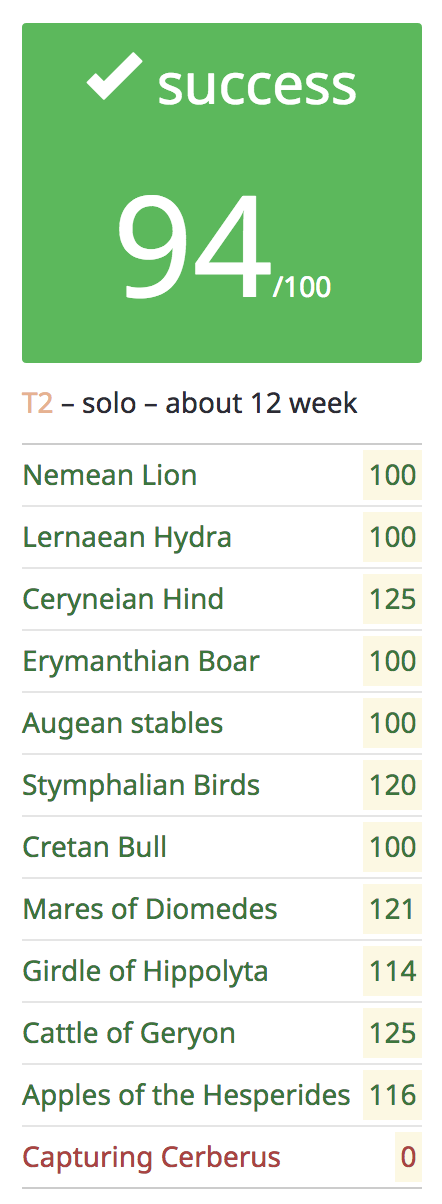 success
94/100
T2 – solo – about 12 week
Nemean Lion 100
Lernaean Hydra 100
Ceryneian Hind 125
Erymanthian Boar 100
Augean stables 100
Stymphalian Birds 120
Cretan Bull 100
Mares of Diomedes 121
Girdle of Hippolyta 114
Cattle of Geryon 125
Apples of the Hesperides 116
Capturing Cerberus 0